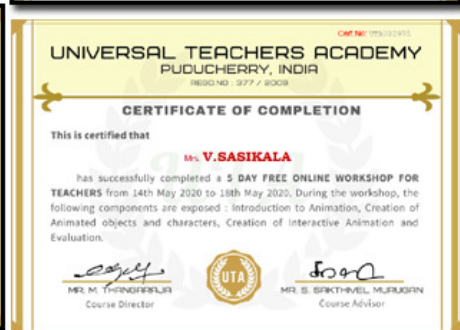 Cert.No:
UNIVERSAL TEACHERS ACADEMY
PUDUCHERRY, INDIA
REGD.NO : 377 / 2009
CERTIFICATE OF COMPLETION
This is certified that
Mrs. V.SASIKALA
has successfully completed a 5 DAY FREE ONLINE WORKSHOP FOR
TEACHERS from 14th May 2020 to 18th May 2020. During the workshop, the
following components are exposed : Introduction to Animation, Creation of
Animated objects and characters, Creation of Interactive Animation and
Evaluation.
UTA
MR. M. THANGARAJA
Course Director
MR. S. SAKTHIVEL MURUGAN
Course Advisor